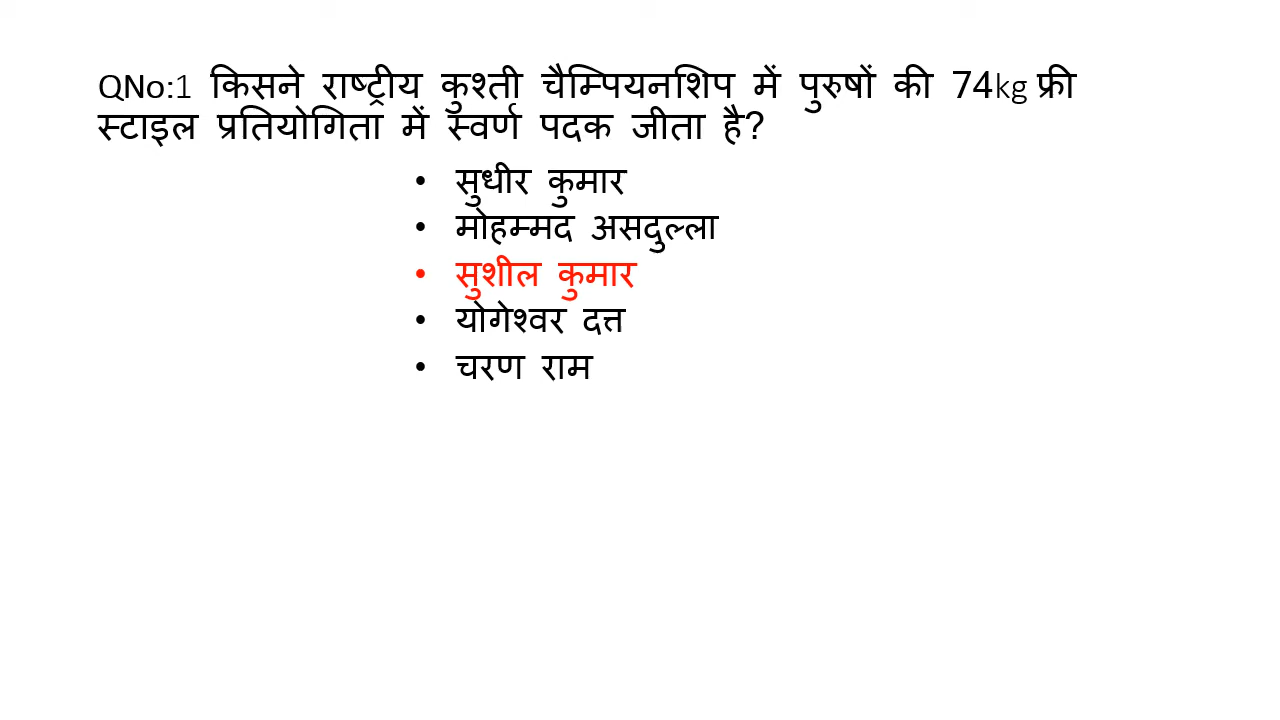 QNo:1 किसने राष्ट्रीय कुश्ती चैम्पियनशिप में पुरुषों की 74kg फ्री
स्टाइल प्रतियोगिता में स्वर्ण पदक जीता है?
• सुधीर कुमार
• मोहम्मद असदुल्ला
• सुशील कुमार
• योगेश्वर दत्त
• चरण राम